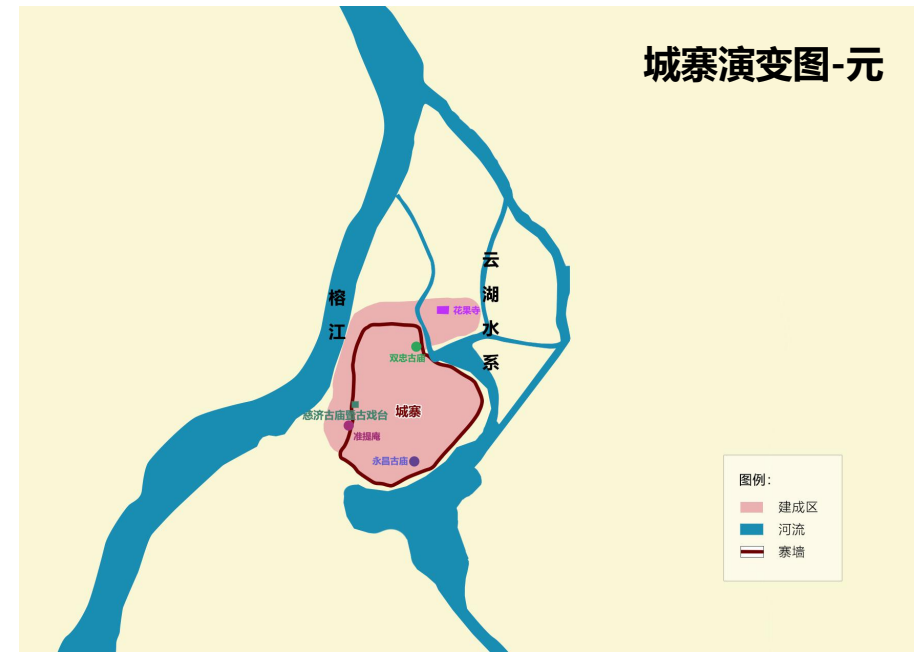 城寨演变图-元
云湖水系
榕江
花果寺
双忠古庙
慈济古庙暨古戏台
城寨
准提庵
永昌古庙
图例：
建成区
河流
寨墙